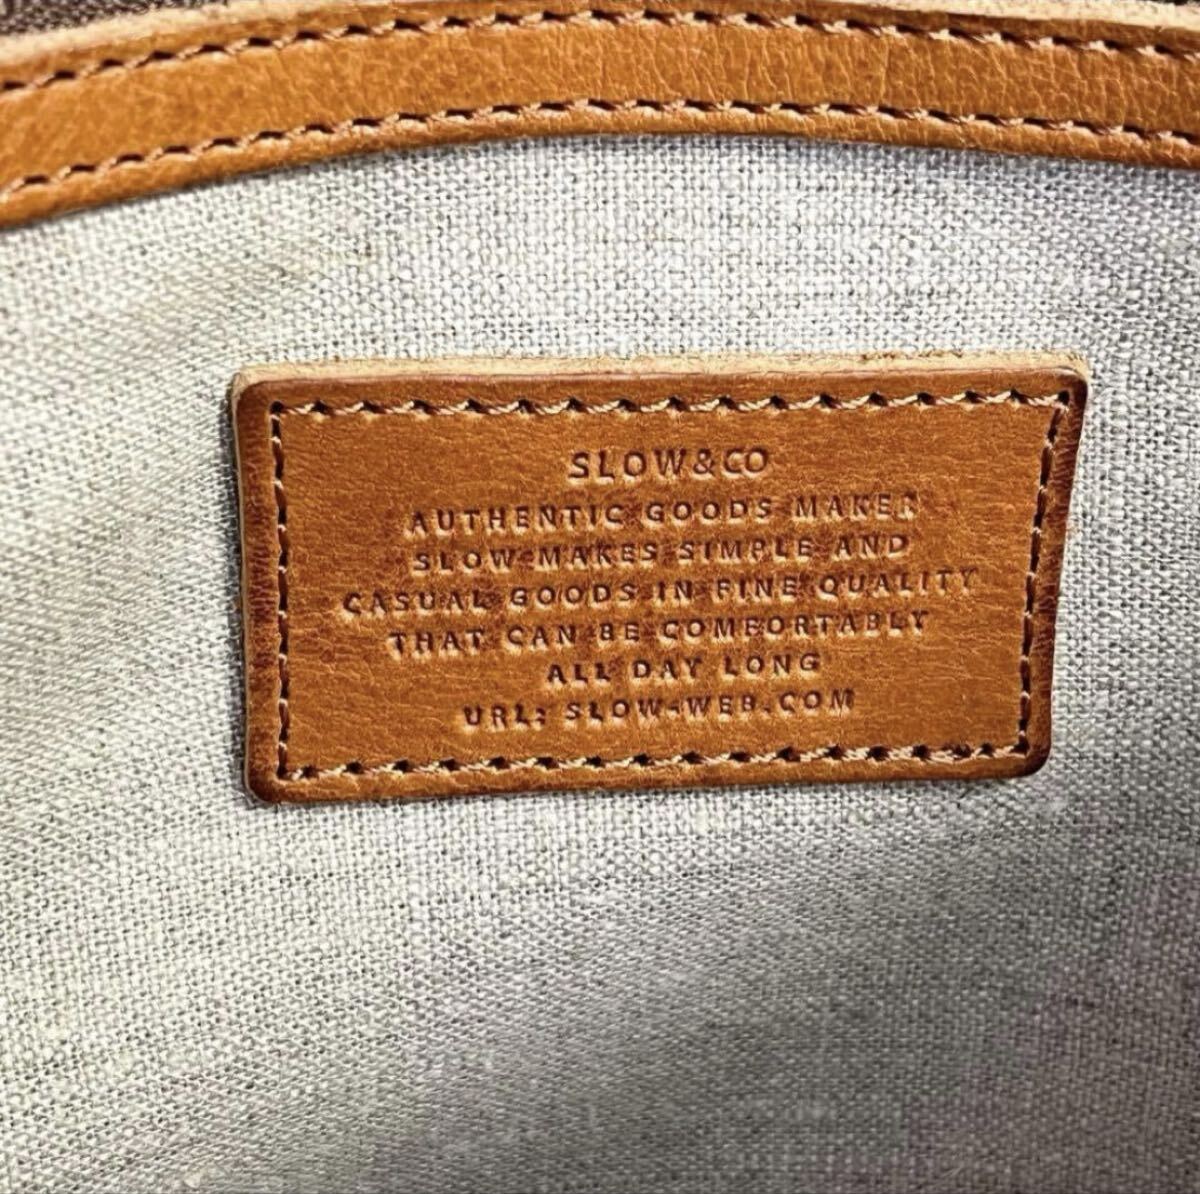 SLOW&CO
AUTHENTIC GOODS MAKER
SLOW MAKES SIMPLE AND
CASUAL GOODS IN FINE QUALITY
THAT CAN BE COMFORTABLY
ALL DAY LONG
URL: SLOW-WEB.COM